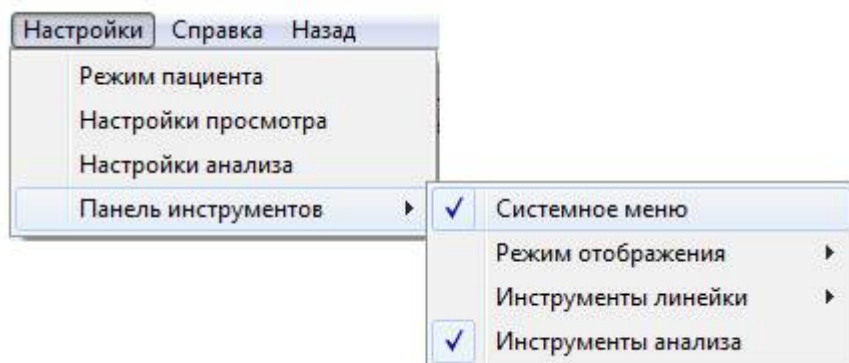 Настройки Справка Назад
Режим пациента
Настройки просмотра
Настройки анализа
Панель инструментов
Системное меню
Режим отображения
Инструменты линейки
Инструменты анализа